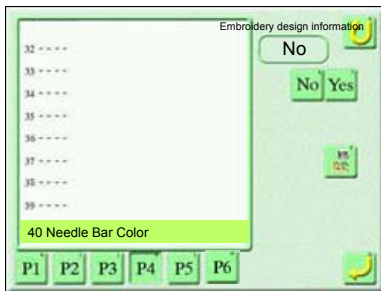 Embroidery design information
32 ----
No
33 ----
No Yes
34 ----
35 ----
36 ----
37 ----
38 ----
39 ----
40 Needle Bar Color
P1 P2 P3 P4 P5 P6